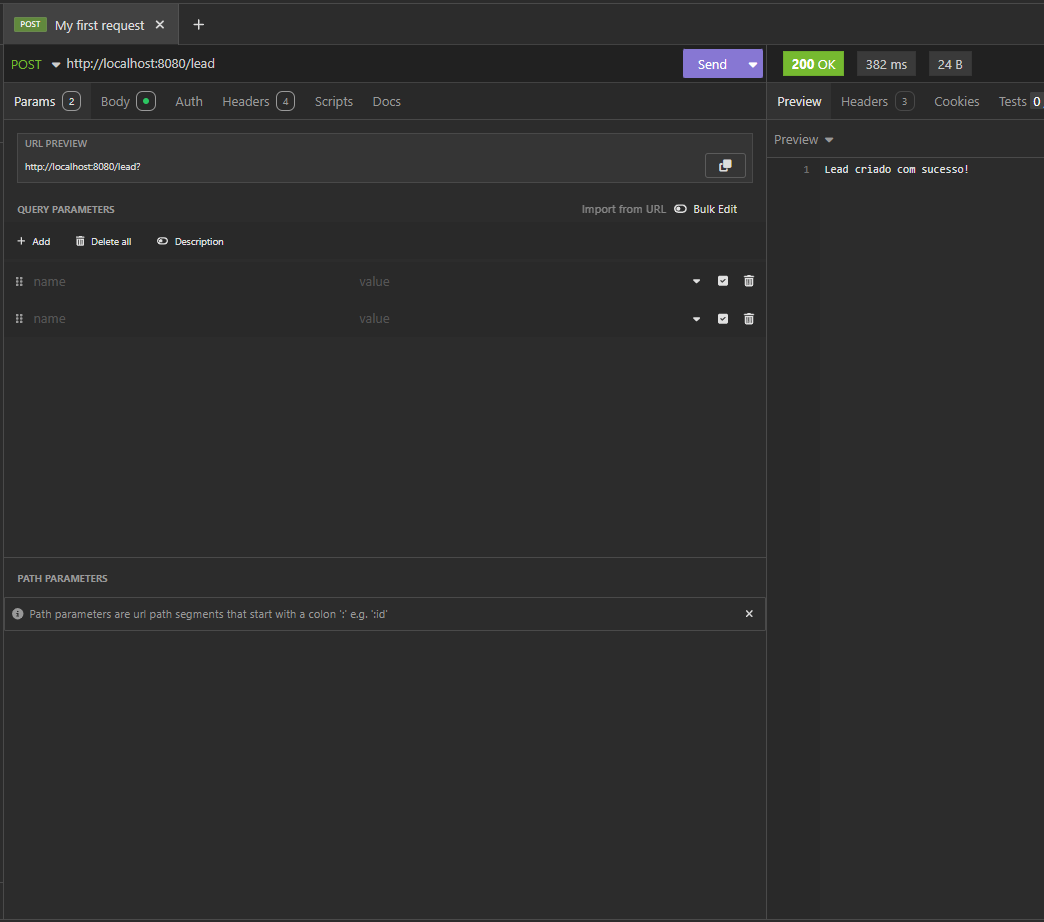 POST My first request
POST http://localhost:8080/lead Send 200 OK 382 ms 24 B
Params 2 Body Auth Headers 4 Scripts Docs
Preview Headers 3 Cookies Tests 0
Preview
1 Lead criado com sucesso!
URL PREVIEW
http://localhost:8080/lead?
QUERY PARAMETERS Import from URL Bulk Edit
+ Add Delete all Description
name value
name value
PATH PARAMETERS
Path parameters are url path segments that start with a colon ':' e.g. ':id'